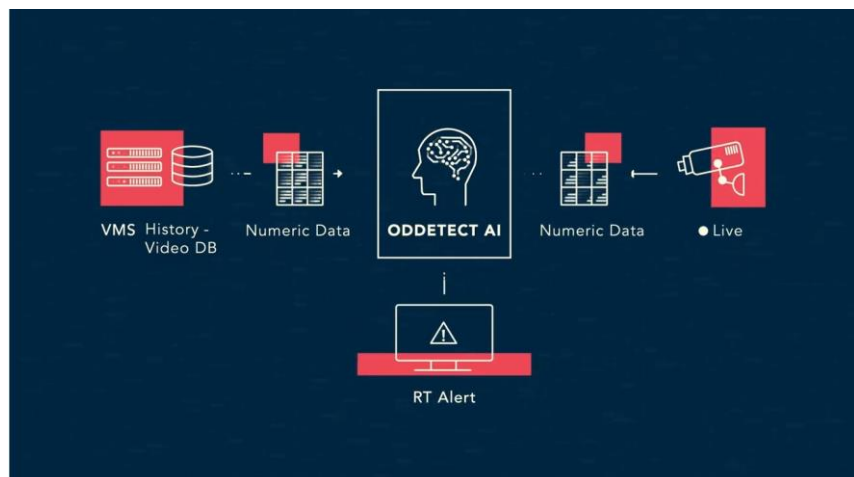 VMS History -
Video DB
Numeric Data
ODDETECT AI
Numeric Data
Live
RT Alert